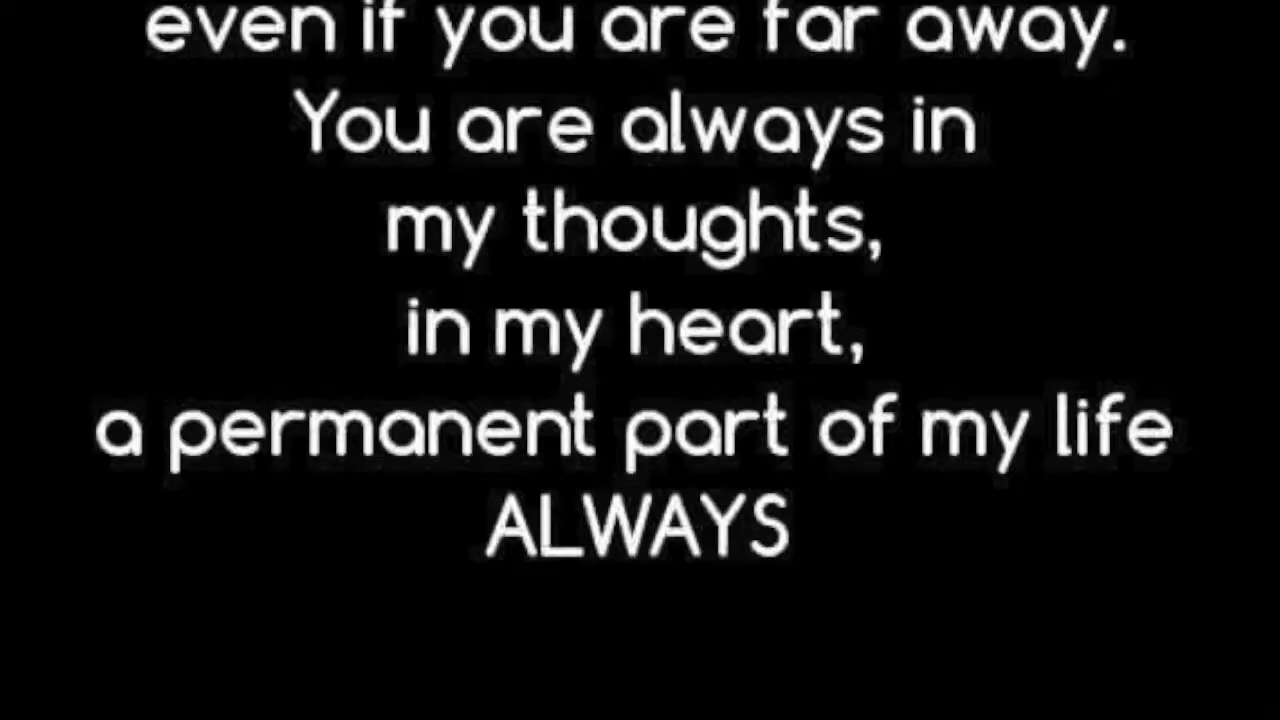 even if you are far away.
You are always in
my thoughts,
in my heart,
a permanent part of my life
ALWAYS